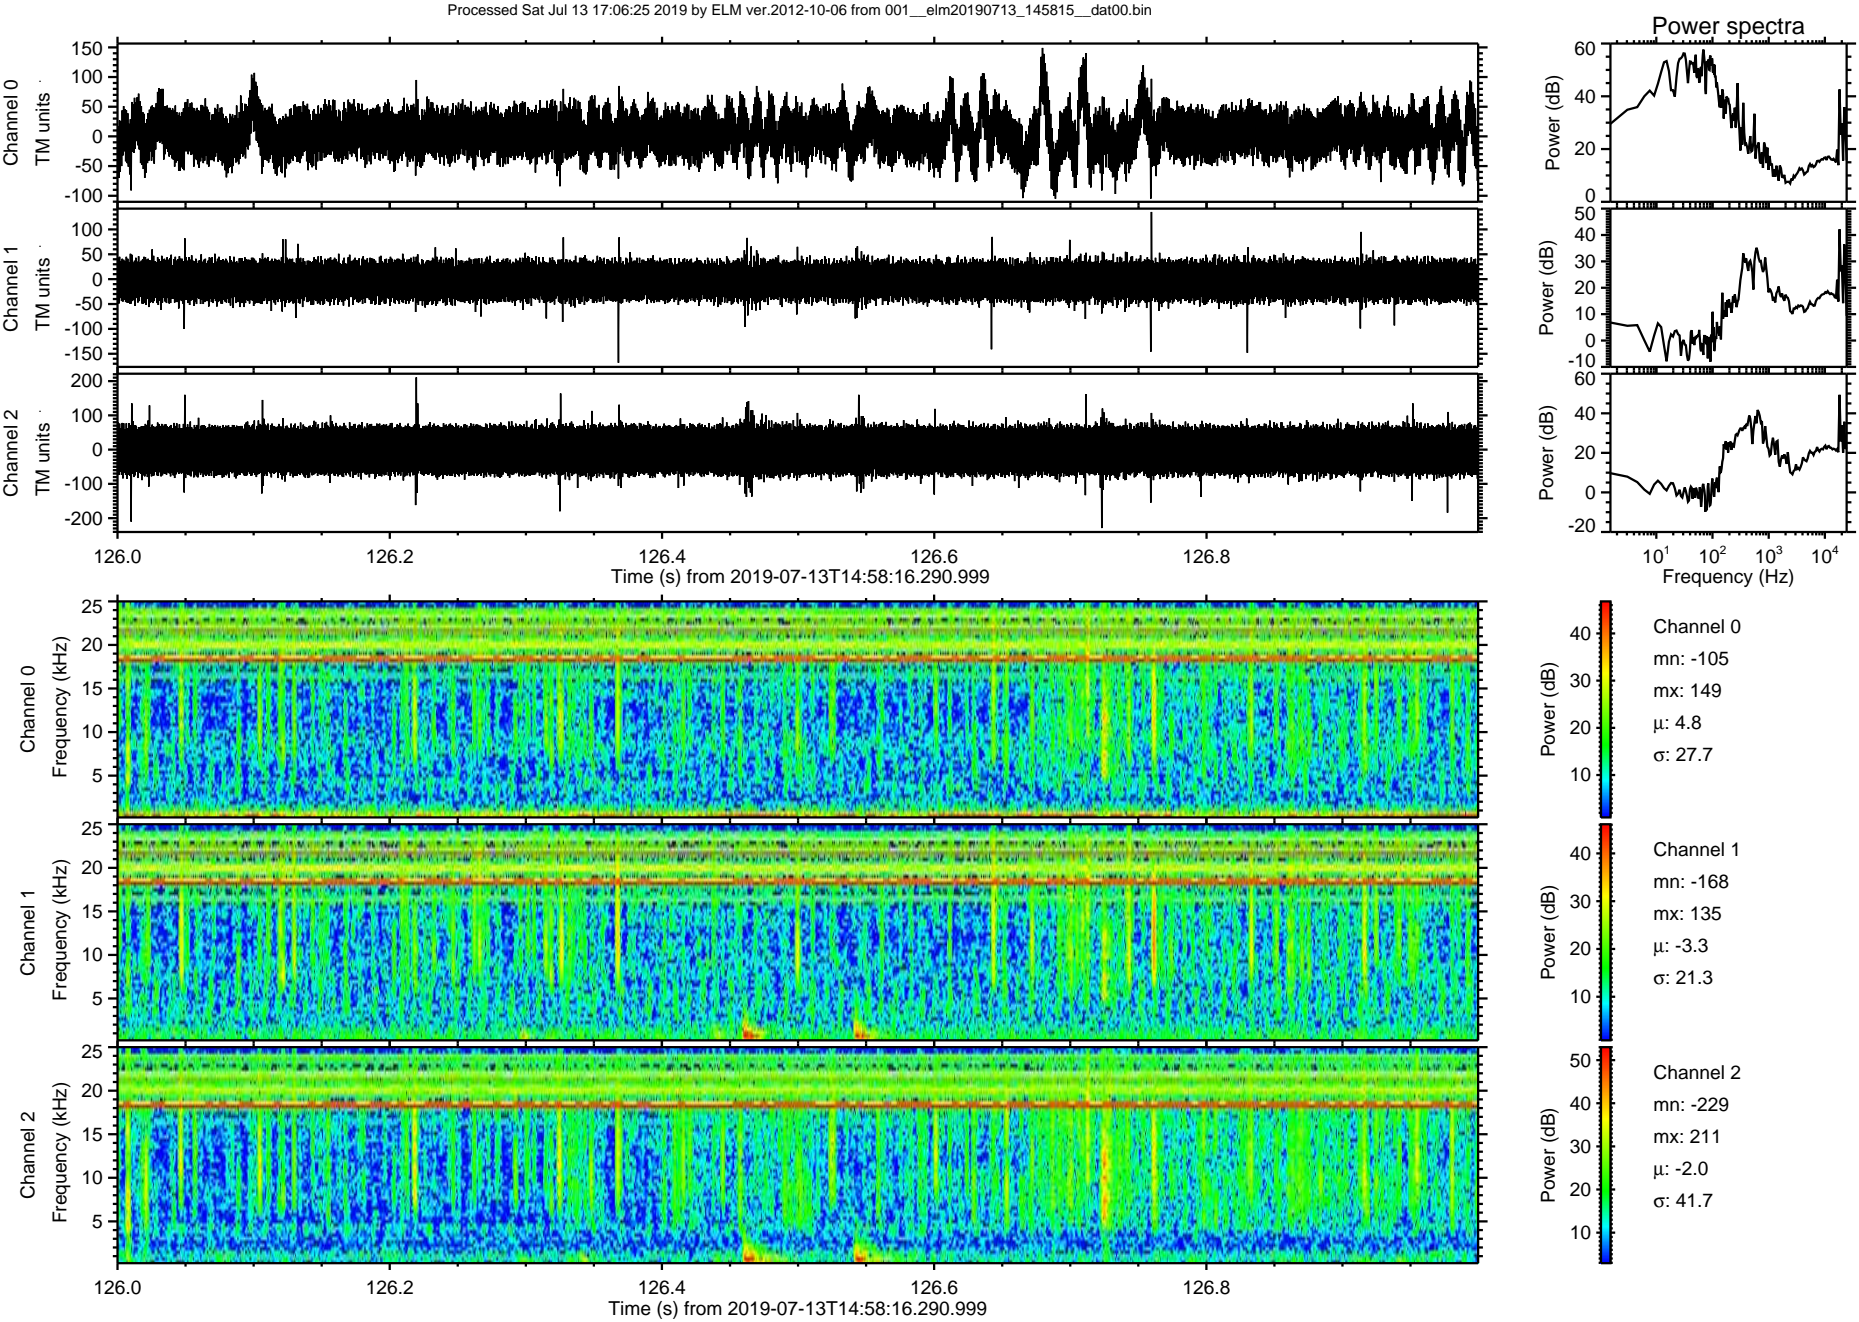 Processed Sat Jul 13 17:06:25 2019 by ELM ver.2012-10-06 from 001__elm20190713_145815__dat00.bin
Power spectra
Channel 0
TM units
150
100
50
0
-50
-100
Power (dB)
60
40
20
0
Channel 1
TM units
100
50
0
-50
-100
-150
Power (dB)
50
40
30
20
10
0
-10
Channel 2
TM units
200
100
0
-100
-200
Power (dB)
60
40
20
0
-20
126.0 126.2 126.4 126.6 126.8
Time (s) from 2019-07-13T14:58:16.290.999
10¹ 10² 10³ 10⁴
Frequency (Hz)
Channel 0
Frequency (kHz)
25
20
15
10
5
Power (dB)
40
30
20
10
Channel 0
mn: -105
mx: 149
μ: 4.8
σ: 27.7
Channel 1
Frequency (kHz)
25
20
15
10
5
Power (dB)
40
30
20
10
Channel 1
mn: -168
mx: 135
μ: -3.3
σ: 21.3
Channel 2
Frequency (kHz)
25
20
15
10
5
Power (dB)
50
40
30
20
10
Channel 2
mn: -229
mx: 211
μ: -2.0
σ: 41.7
126.0 126.2 126.4 126.6 126.8
Time (s) from 2019-07-13T14:58:16.290.999